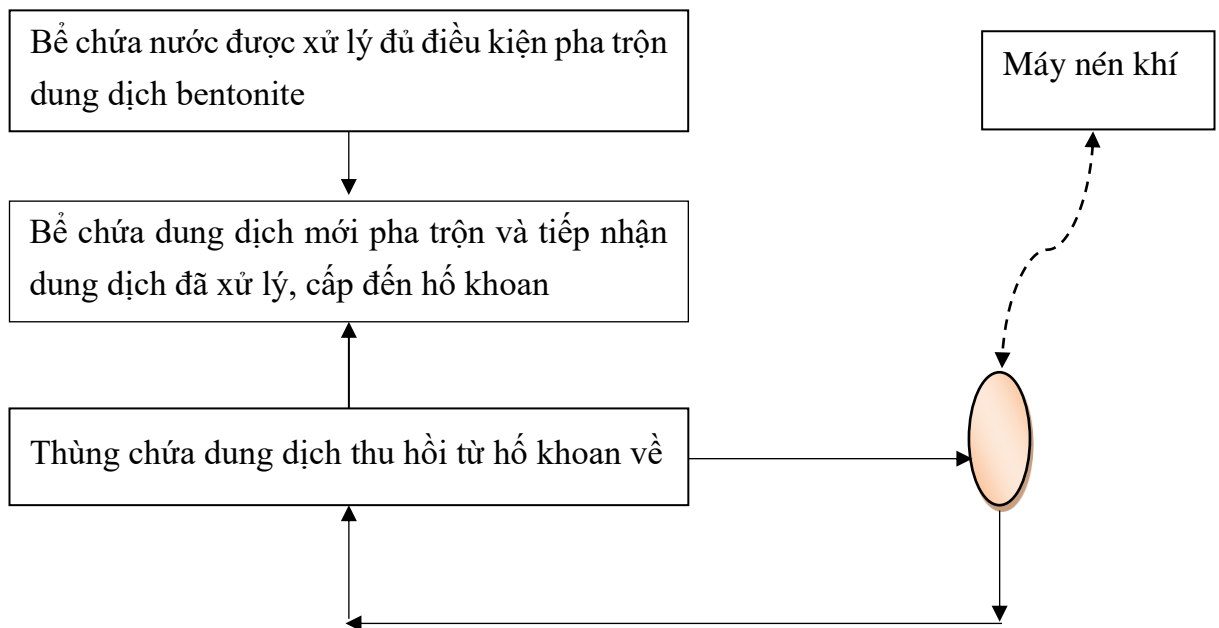 Bể chứa nước được xử lý đủ điều kiện pha trộn
dung dịch bentonite
Máy nén khí
Bể chứa dung dịch mới pha trộn và tiếp nhận
dung dịch đã xử lý, cấp đến hố khoan
Thùng chứa dung dịch thu hồi từ hố khoan về